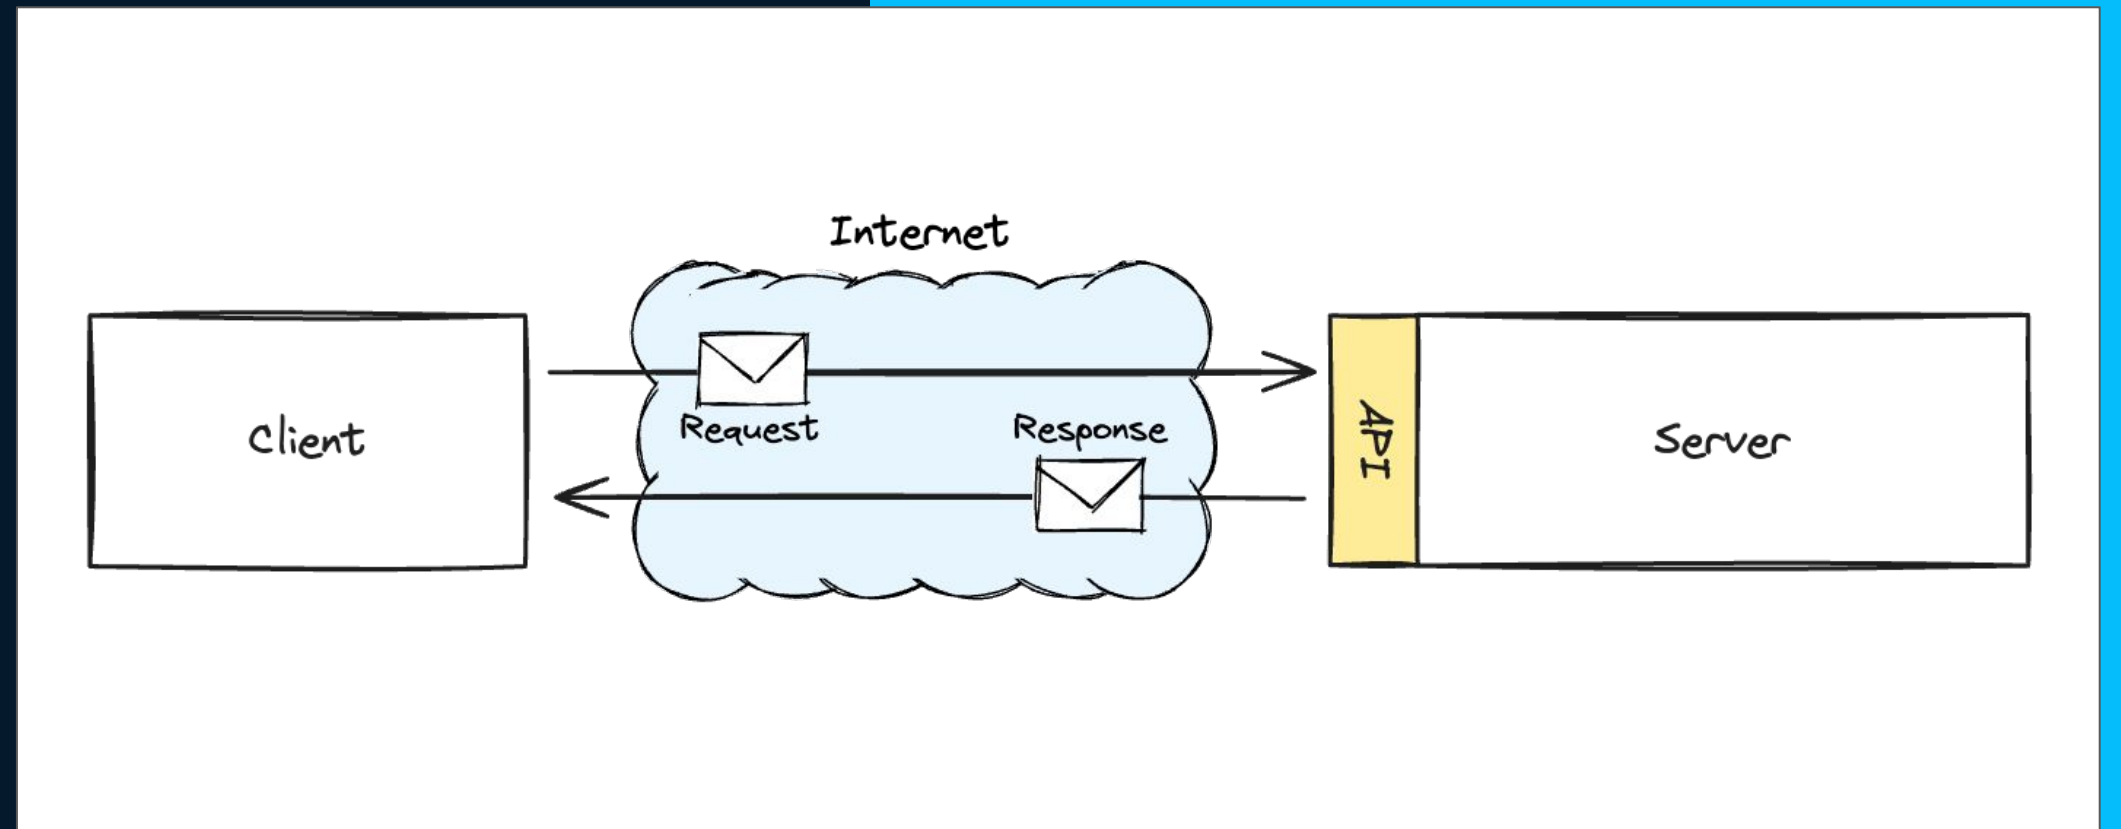 Internet
Client
Request
Response
API
Server